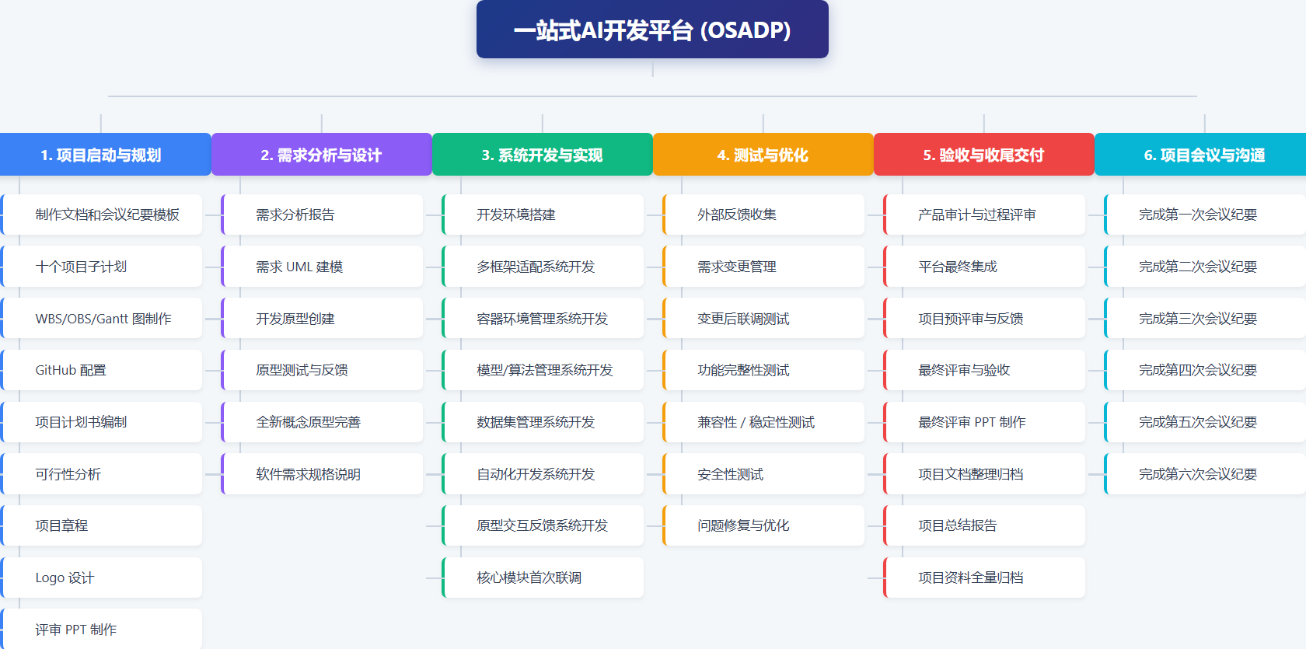 一站式AI开发平台 (OSADP)
1. 项目启动与规划
制作文档和会议纪要模板
十个项目子计划
WBS/OBS/Gantt 图制作
GitHub 配置
项目计划书编制
可行性分析
项目章程
Logo 设计
评审 PPT 制作
2. 需求分析与设计
需求分析报告
需求 UML 建模
开发原型创建
原型测试与反馈
全新概念原型完善
软件需求规格说明
3. 系统开发与实现
开发环境搭建
多框架适配系统开发
容器环境管理系统开发
模型/算法管理系统开发
数据集管理系统开发
自动化开发系统开发
原型交互反馈系统开发
核心模块首次联调
4. 测试与优化
外部反馈收集
需求变更管理
变更后联调测试
功能完整性测试
兼容性 / 稳定性测试
安全性测试
问题修复与优化
5. 验收与收尾交付
产品审计与过程评审
平台最终集成
项目预评审与反馈
最终评审与验收
最终评审 PPT 制作
项目文档整理归档
项目总结报告
项目资料全量归档
6. 项目会议与沟通
完成第一次会议纪要
完成第二次会议纪要
完成第三次会议纪要
完成第四次会议纪要
完成第五次会议纪要
完成第六次会议纪要